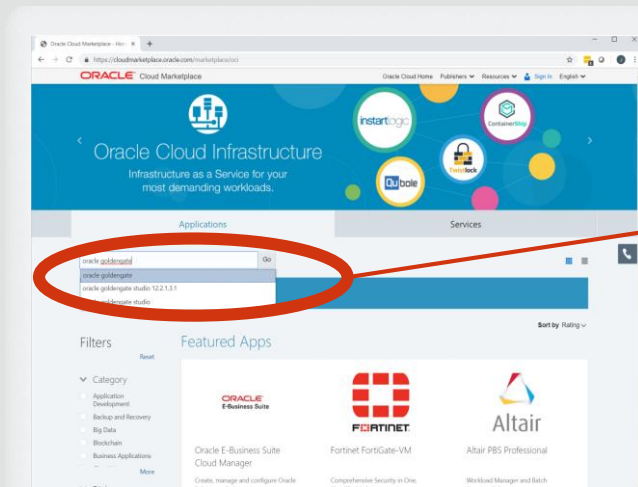 Oracle Cloud Marketplace - Hom
https://cloudmarketplace.oracle.com/marketplace/oci
ORACLE Cloud Marketplace
Oracle Cloud Home Publishers Resources Sign In English
Oracle Cloud Infrastructure
Infrastructure as a Service for your
most demanding workloads.
instartlogic
ContainerShip
Twistlock
Qubole
Applications
Services
oracle goldengate
Go
oracle goldengate
oracle goldengate studio 12.2.1.3.1
oracle goldengate studio
Sort by Rating
Filters
Reset
Featured Apps
Category
Application
Development
Backup and Recovery
Big Data
Blockchain
Business Applications
More
ORACLE
E-Business Suite
Oracle E-Business Suite
Cloud Manager
Create, manage and configure Oracle
FORTINET
Fortinet FortiGate-VM
Comprehensive Security in One
Altair
Altair PBS Professional
Workload Manager and Batch